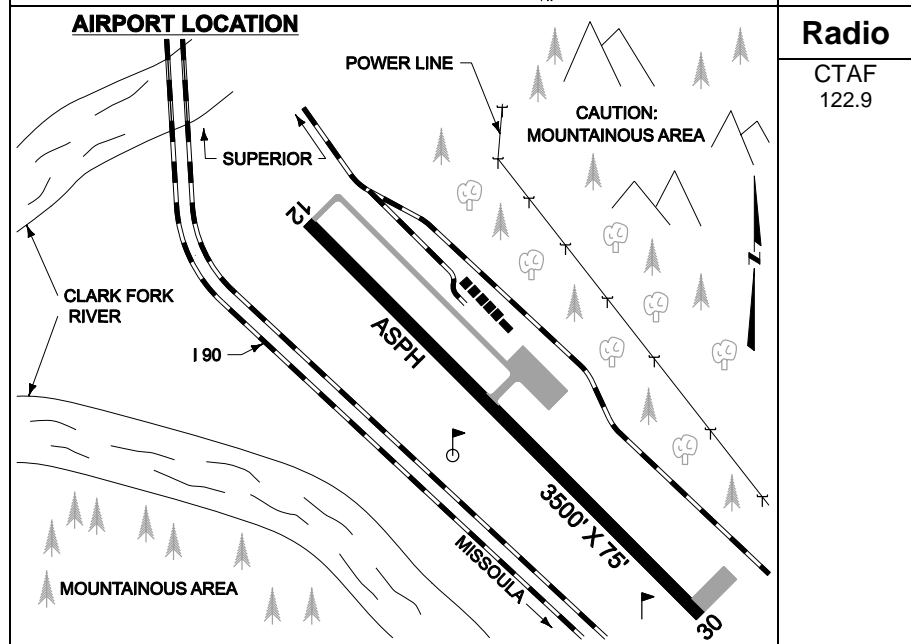 AIRPORT LOCATION
Radio
CTAF
122.9
POWER LINE
CAUTION:
MOUNTAINOUS AREA
SUPERIOR
12
N
CLARK FORK
RIVER
I 90
ASPH
3500' X 75'
MISSOULA
MOUNTAINOUS AREA
30